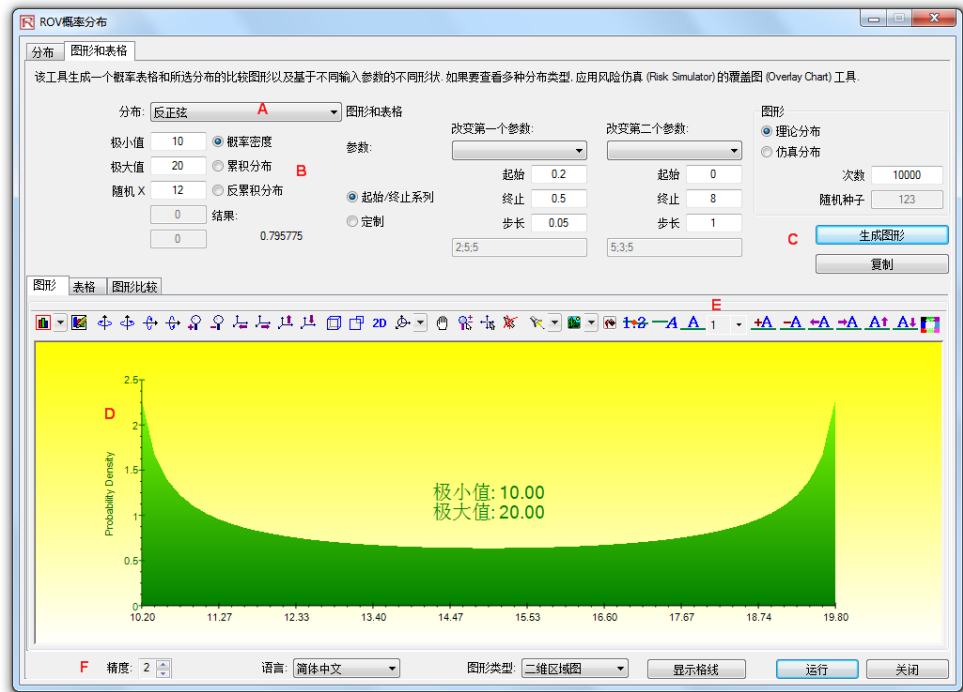 ROV概率分布
分布 图形和表格
该工具生成一个概率表格和所选分布的比较图形以及基于不同输入参数的不同形状. 如果要查看多种分布类型, 应用风险仿真 (Risk Simulator) 的覆盖图 (Overlay Chart) 工具.
分布: 反正弦 A 图形和表格 图形
改变第一个参数: 改变第二个参数:
极小值 10 概率密度 参数: 理论分布
极大值 20 累积分布 B 仿真分布
随机 X 12 反累积分布 起始/终止系列 起始 0.2 起始 0 次数 10000
0 结果: 定制 终止 0.5 终止 8 随机种子 123
0 0.795775 步长 0.05 步长 1
2;5;5 5;3;5 C 生成图形
复制
图形 表格 图形比较
E
2D 1→2 A A 1 +A -A ←A →A A↑ A↓
2.5
D
2
1.5
1
0.5
0
Probability Density
极小值: 10.00
极大值: 20.00
10.20 11.27 12.33 13.40 14.47 15.53 16.60 17.67 18.74 19.80
F 精度: 2 语言: 简体中文 图形类型: 二维区域图 显示格线 运行 关闭